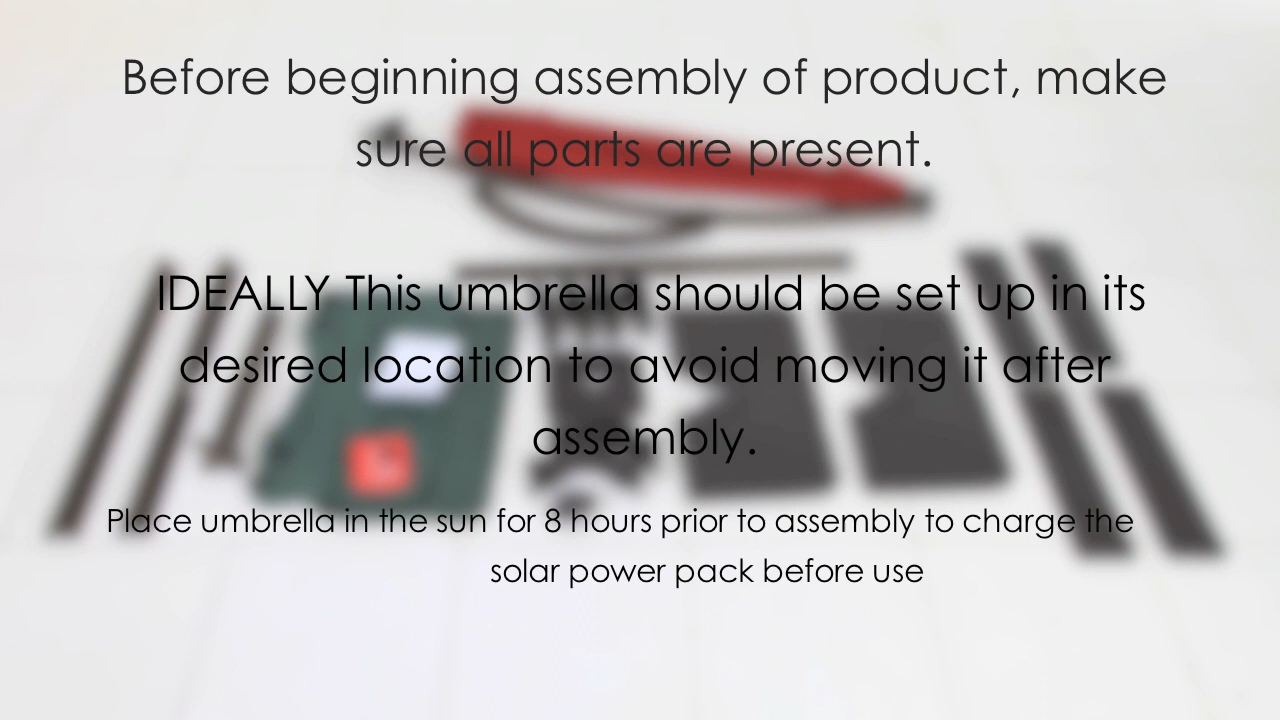 Before beginning assembly of product, make
sure all parts are present.
IDEALLY This umbrella should be set up in its
desired location to avoid moving it after
assembly.
Place umbrella in the sun for 8 hours prior to assembly to charge the
solar power pack before use